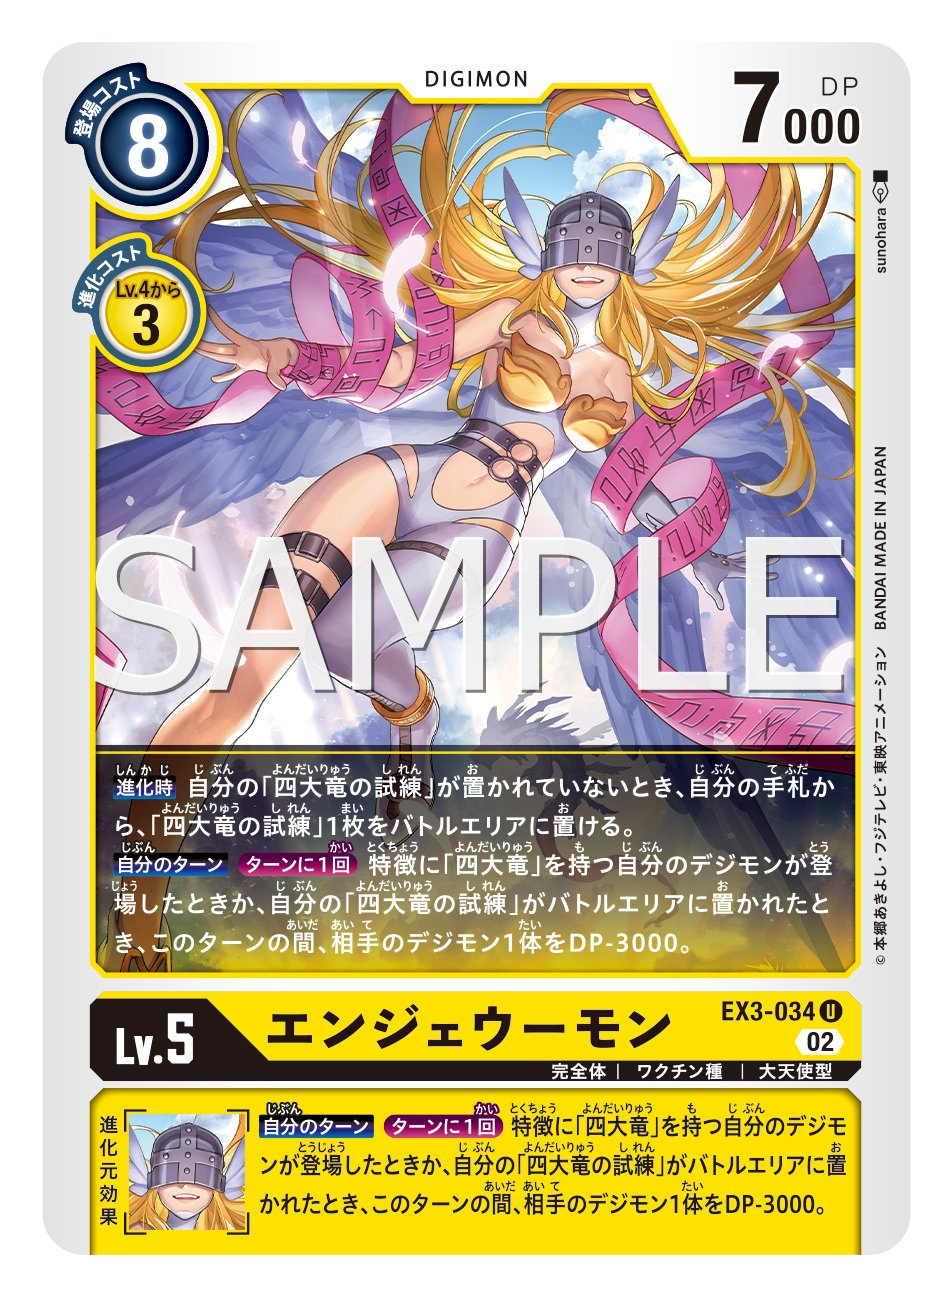 DIGIMON
登場コスト
8
7000
DP
進化コスト
Lv.4から
3
sunohara
BANDAI MADE IN JAPAN
©本郷あきよし・フジテレビ・東映アニメーション
SAMPLE
進化時 自分の「四大竜の試練」が置かれていないとき、自分の手札か
ら、「四大竜の試練」1枚をバトルエリアに置ける。
自分のターン ターンに1回 特徴に「四大竜」を持つ自分のデジモンが登
場したときか、自分の「四大竜の試練」がバトルエリアに置かれたと
き、このターンの間、相手のデジモン1体をDP-3000。
Lv.5
エンジェウーモン
EX3-034 U
02
完全体 | ワクチン種 | 大天使型
進化元効果
自分のターン ターンに1回 特徴に「四大竜」を持つ自分のデジモ
ンが登場したときか、自分の「四大竜の試練」がバトルエリアに置
かれたとき、このターンの間、相手のデジモン1体をDP-3000。